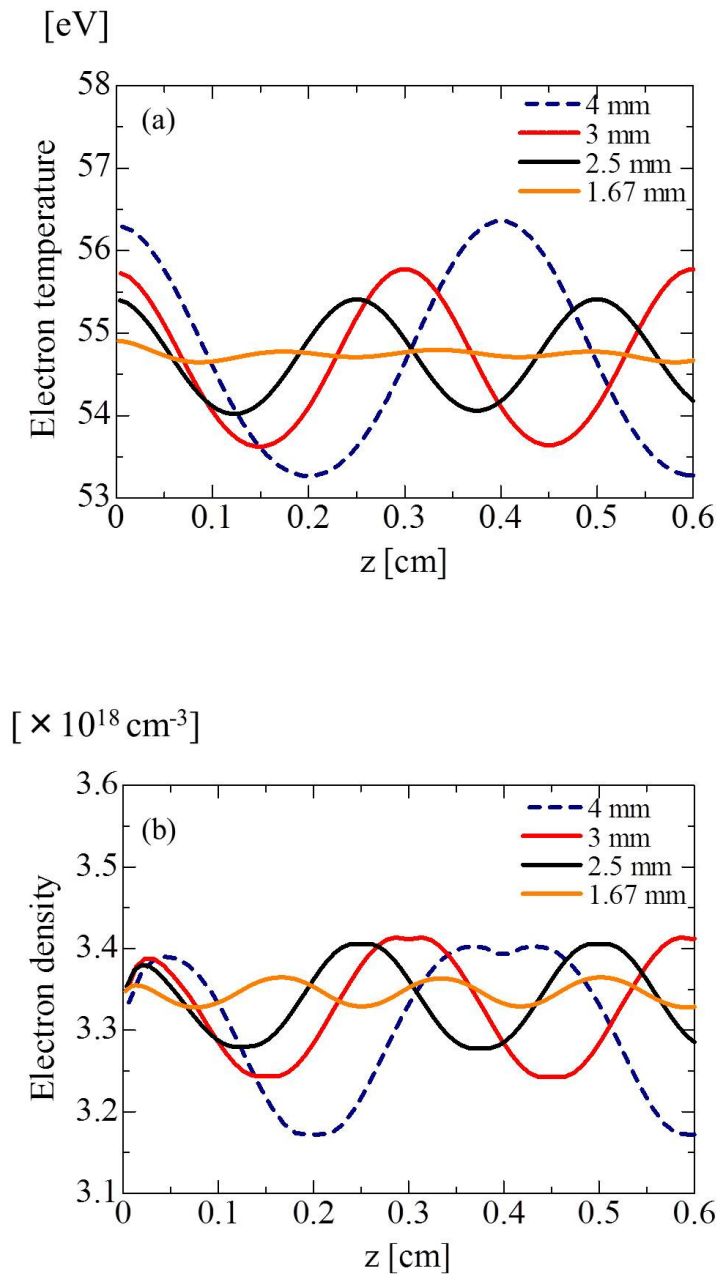 [eV]
58
57
56
55
54
53
Electron temperature
(a)
4 mm
3 mm
2.5 mm
1.67 mm
0
0.1
0.2
0.3
0.4
0.5
0.6
z [cm]
[ × 10¹⁸ cm⁻³]
3.6
3.5
3.4
3.3
3.2
3.1
Electron density
(b)
4 mm
3 mm
2.5 mm
1.67 mm
0
0.1
0.2
0.3
0.4
0.5
0.6
z [cm]